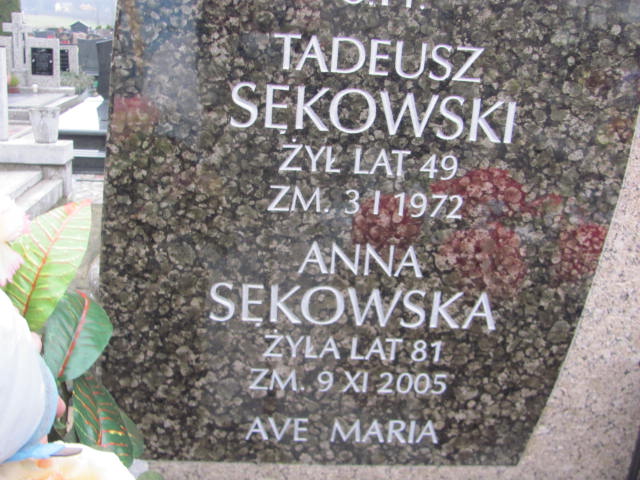 TADEUSZ
SĘKOWSKI
ŻYŁ LAT 49
ZM. 3 I 1972
ANNA
SĘKOWSKA
ŻYŁA LAT 81
ZM. 9 XI 2005
AVE MARIA